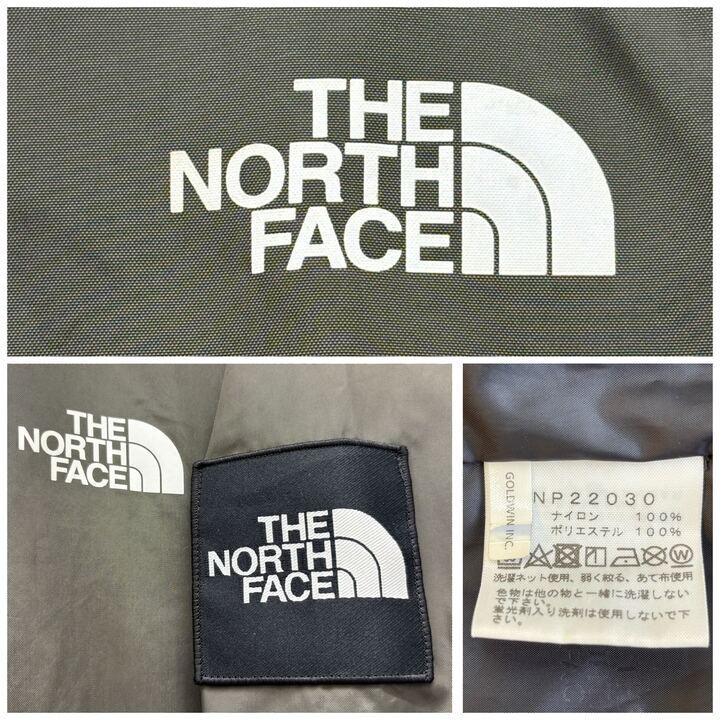 THE
NORTH
FACE
THE
NORTH
FACE
THE
NORTH
FACE
GOLDWIN INC.
NP22030
ナイロン 100%
ポリエステル 100%
洗濯ネット使用、弱く絞る、あて布使用
色物は他の物と一緒に洗濯しない
で下さい。
蛍光剤入り洗剤は使用しないで下
さい。